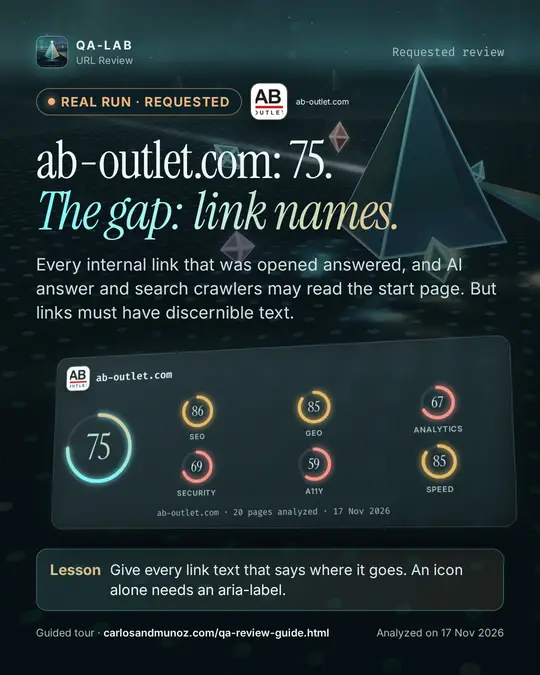 QA-LAB
URL Review
Requested review
REAL RUN · REQUESTED
AB
OUTLET
ab-outlet.com
ab-outlet.com: 75.
The gap: link names.
Every internal link that was opened answered, and AI
answer and search crawlers may read the start page. But
links must have discernible text.
AB
OUTLET
ab-outlet.com
75
86
SEO
85
GEO
67
ANALYTICS
69
SECURITY
59
A11Y
85
SPEED
ab-outlet.com · 20 pages analyzed · 17 Nov 2026
Lesson
Give every link text that says where it goes. An icon
alone needs an aria-label.
Guided tour · carlosandmunoz.com/qa-review-guide.html
Analyzed on 17 Nov 2026